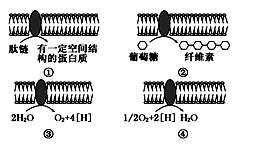 肽链 有一定空间结
构的蛋白质
①
葡萄糖 纤维素
②
2H₂O O₂+4[H]
③
1/2O₂+2[H] H₂O
④